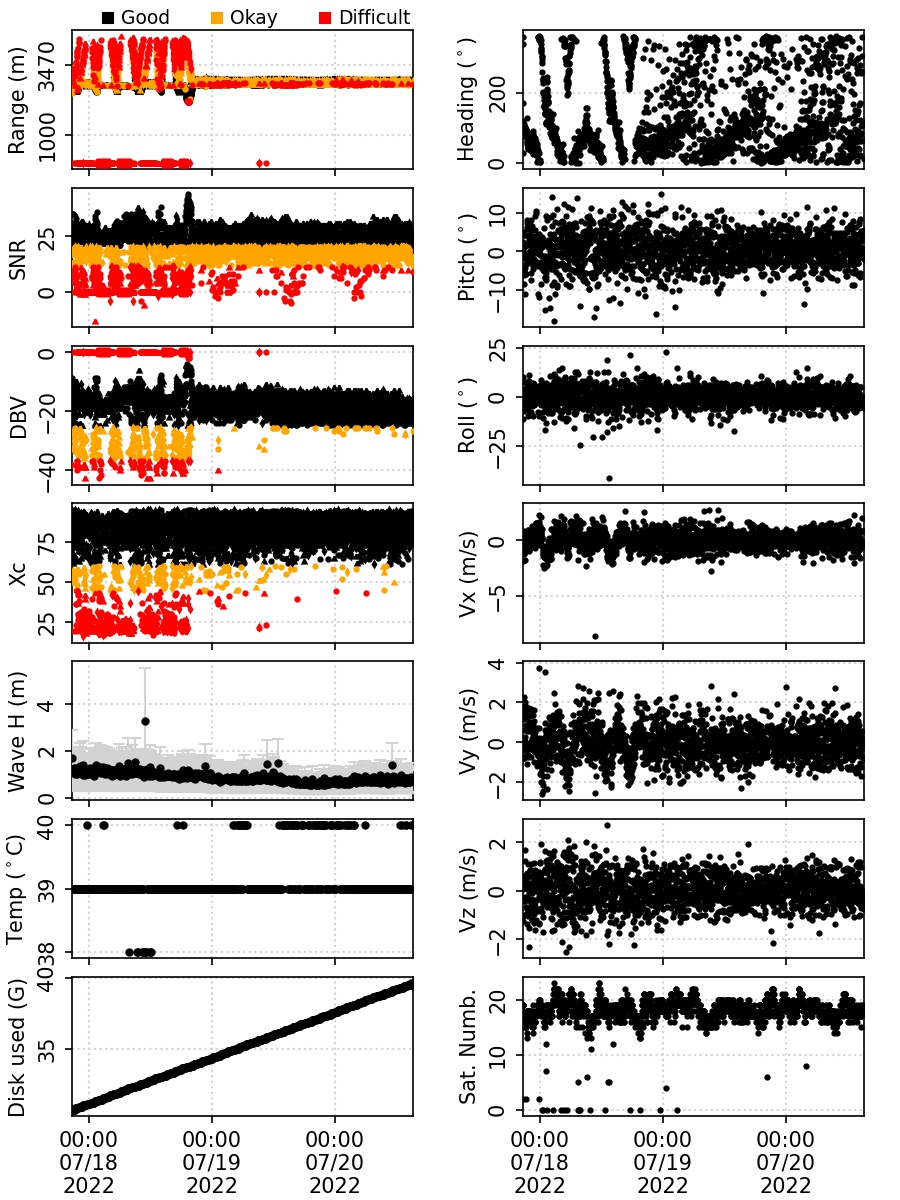 Good Okay Difficult
Range (m)
3470
1000
Heading (°)
200
0
SNR
25
0
Pitch (°)
10
0
−10
DBV
0
−20
−40
Roll (°)
25
0
−25
Xc
75
50
25
Vx (m/s)
0
−5
Wave H (m)
4
2
0
Vy (m/s)
4
2
0
−2
Temp (°C)
40
39
38
Vz (m/s)
2
0
−2
Disk used (G)
40
35
Sat. Numb.
20
10
0
00:00 00:00 00:00
07/18 07/19 07/20
2022 2022 2022
00:00 00:00 00:00
07/18 07/19 07/20
2022 2022 2022